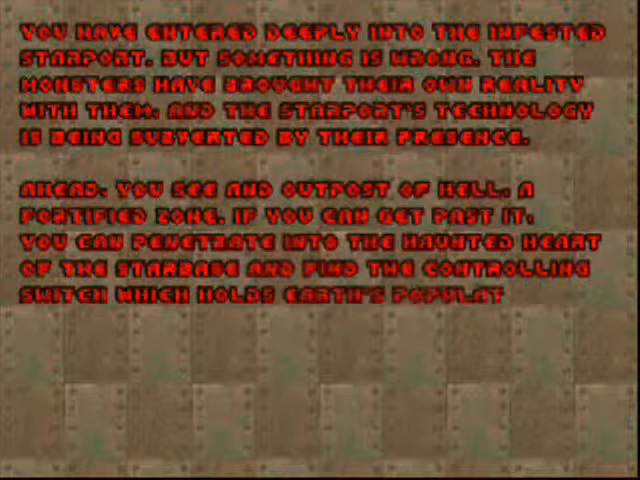 YOU HAVE ENTERED DEEPLY INTO THE INFESTED
STARPORT. BUT SOMETHING IS WRONG. THE
MONSTERS HAVE BROUGHT THEIR OWN REALITY
WITH THEM, AND THE STARPORT'S TECHNOLOGY
IS BEING SUBVERTED BY THEIR PRESENCE.
AHEAD, YOU SEE AND OUTPOST OF HELL, A
FORTIFIED ZONE. IF YOU CAN GET PAST IT,
YOU CAN PENETRATE INTO THE HAUNTED HEART
OF THE STARBASE AND FIND THE CONTROLLING
SWITCH WHICH HOLDS EARTH'S POPULAT